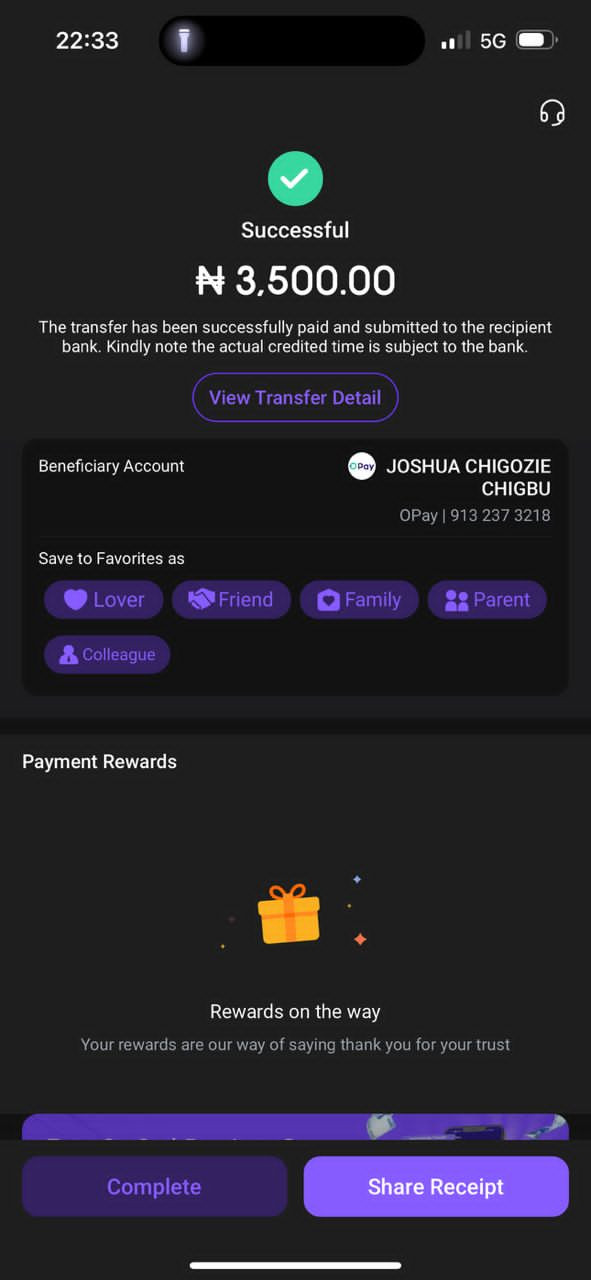 22:33
5G
Successful
₦ 3,500.00
The transfer has been successfully paid and submitted to the recipient
bank. Kindly note the actual credited time is subject to the bank.
View Transfer Detail
Beneficiary Account
OPay
JOSHUA CHIGOZIE
CHIGBU
OPay | 913 237 3218
Save to Favorites as
Lover
Friend
Family
Parent
Colleague
Payment Rewards
Rewards on the way
Your rewards are our way of saying thank you for your trust
Complete
Share Receipt